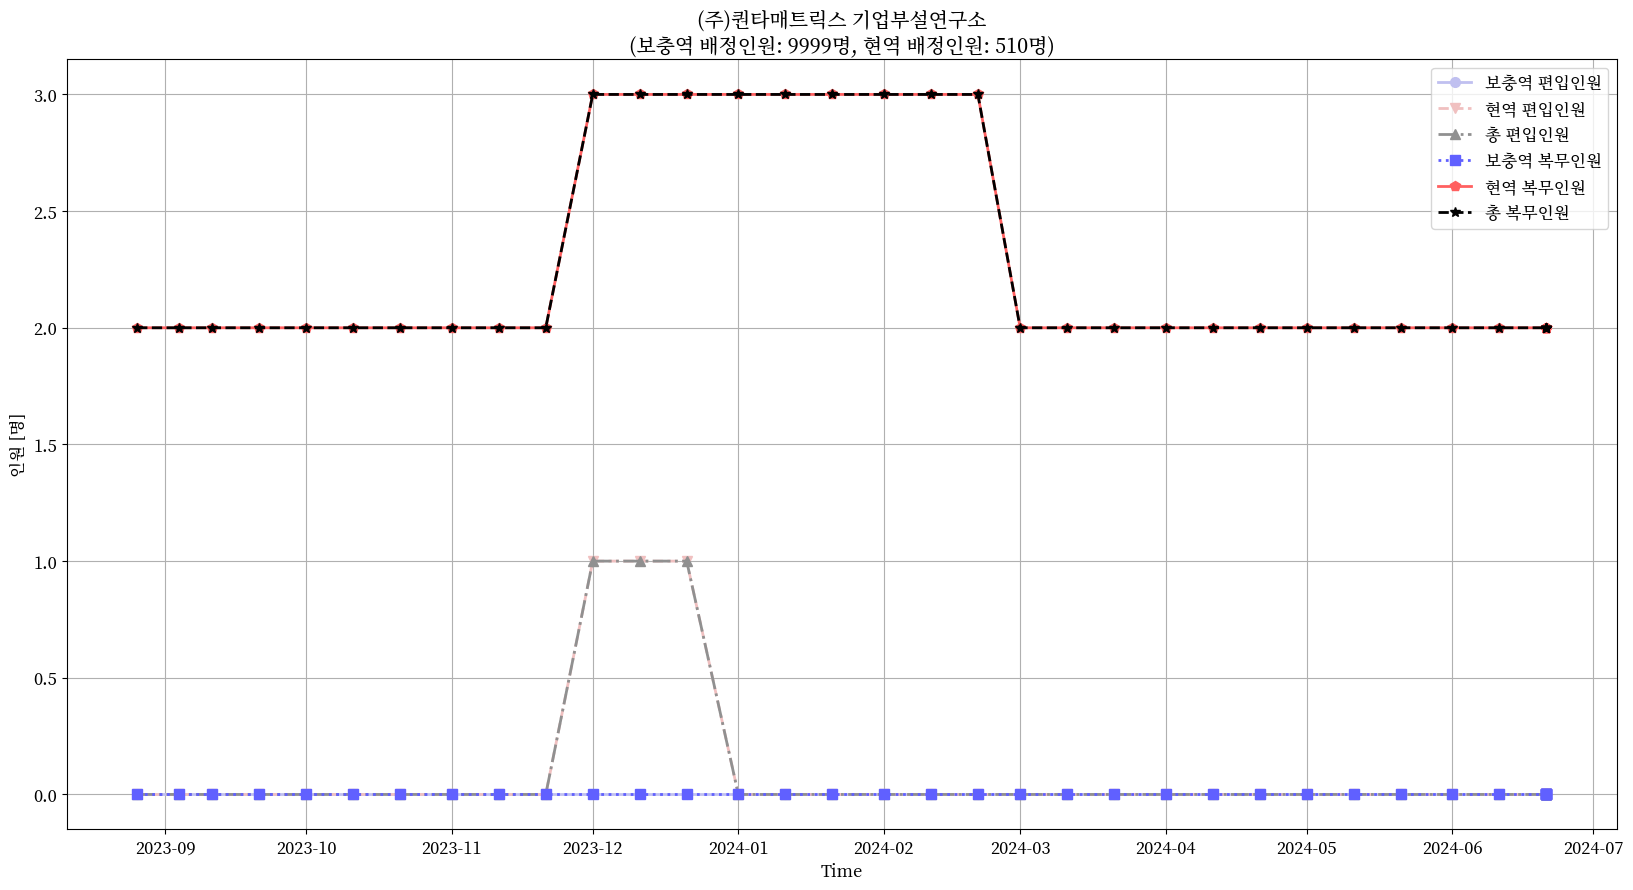 (주)퀀타매트릭스 기업부설연구소
(보충역 배정인원: 9999명, 현역 배정인원: 510명)
보충역 편입인원
현역 편입인원
총 편입인원
보충역 복무인원
현역 복무인원
총 복무인원
인원 [명]
3.0
2.5
2.0
1.5
1.0
0.5
0.0
2023-09 2023-10 2023-11 2023-12 2024-01 2024-02 2024-03 2024-04 2024-05 2024-06 2024-07
Time